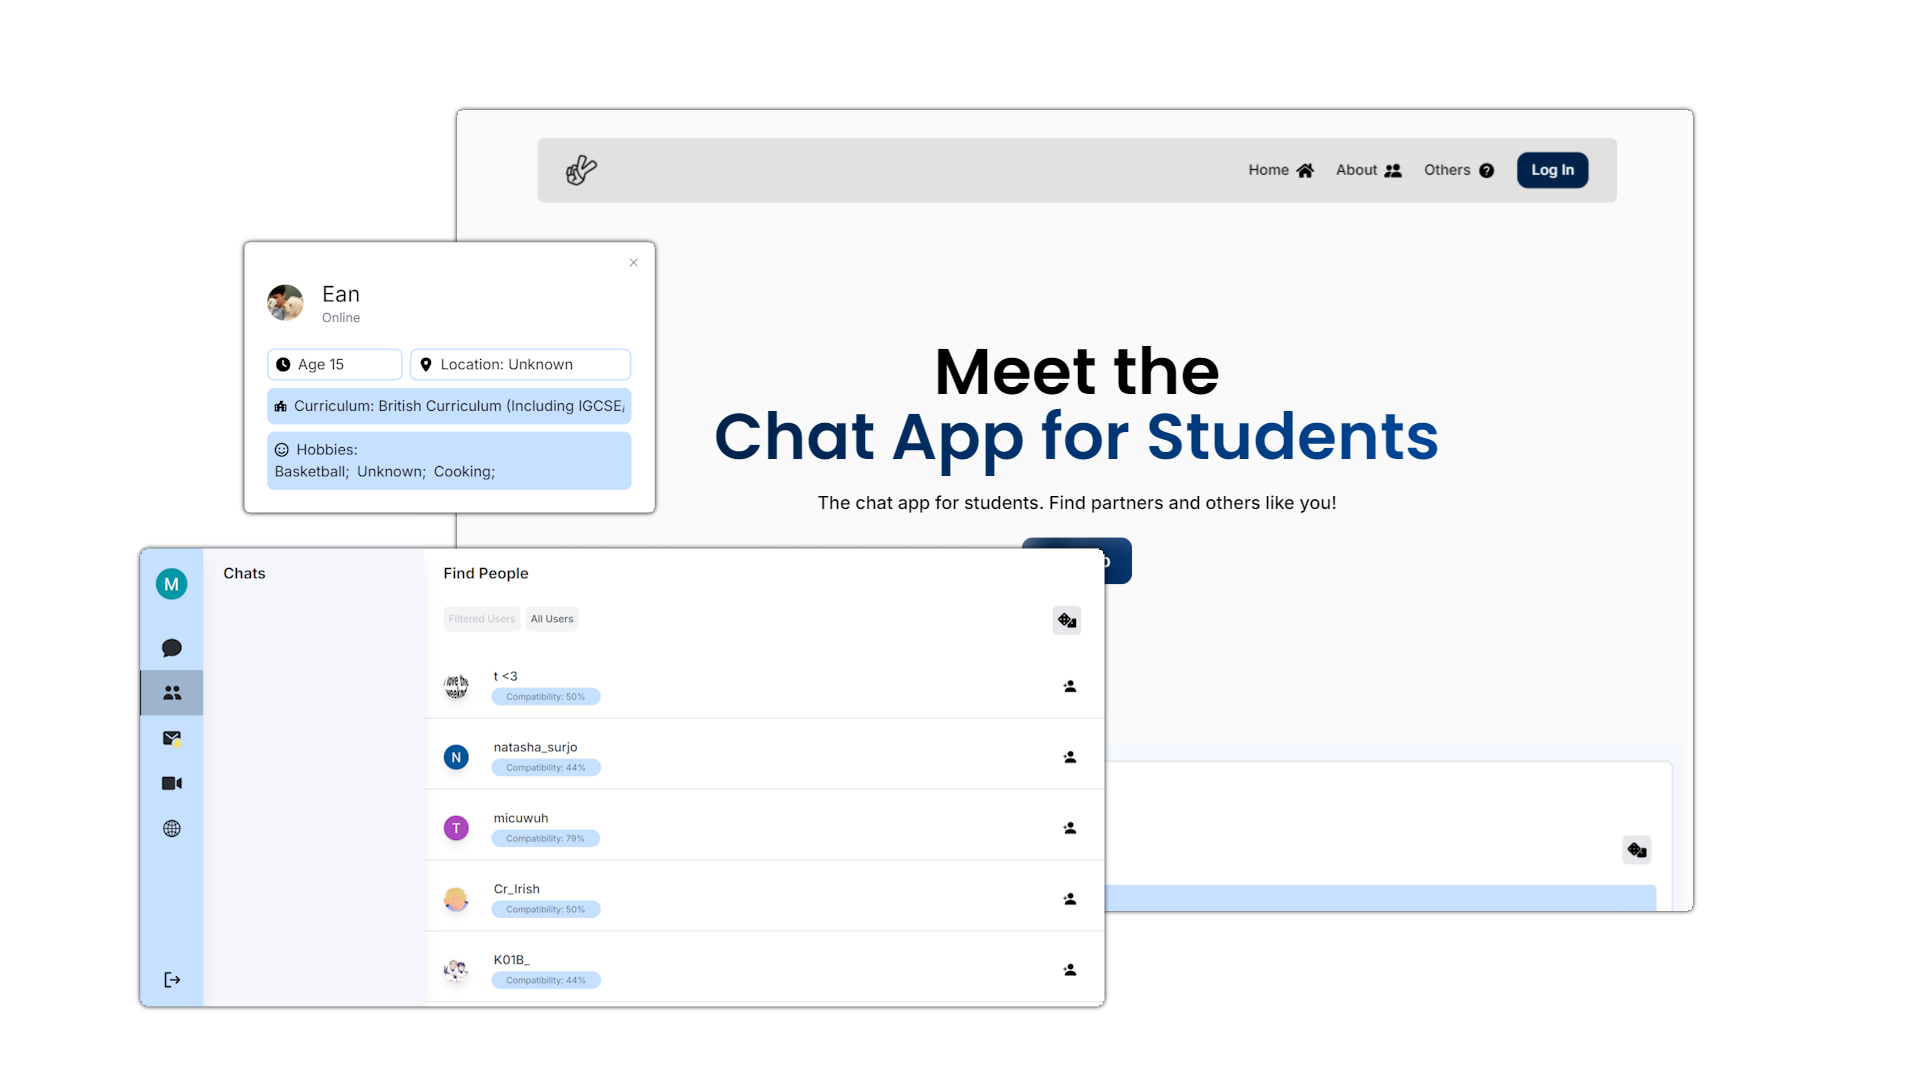 Home
About
Others
Log In
Meet the
Chat App for Students
The chat app for students. Find partners and others like you!
Ean
Online
Age 15
Location: Unknown
Curriculum: British Curriculum (Including IGCSE/
Hobbies:
Basketball; Unknown; Cooking;
M
Chats
Find People
Filtered Users
All Users
t <3
Compatibility: 50%
N
natasha_surjo
Compatibility: 44%
T
micuwuh
Compatibility: 79%
Cr_Irish
Compatibility: 50%
K01B_
Compatibility: 44%